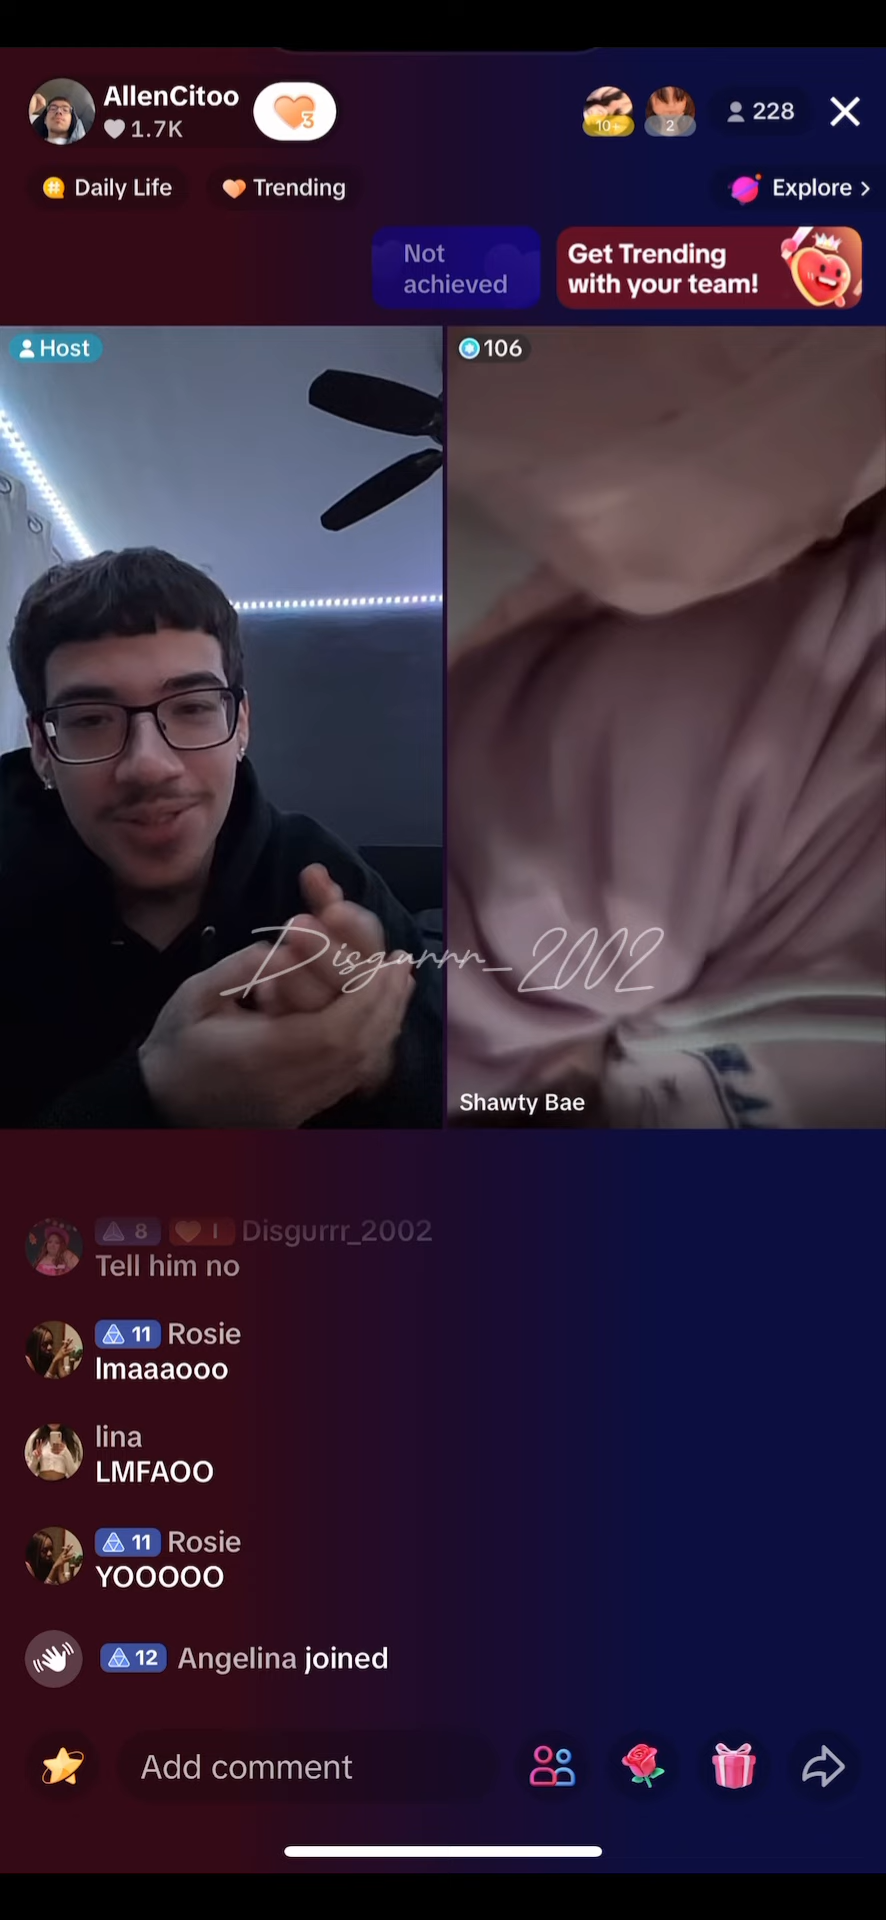 AllenCitoo
1.7K
3
10+
2
228
Daily Life
Trending
Explore
Not
achieved
Get Trending
with your team!
Host
106
Disgurrr_2002
Shawty Bae
8 1 Disgurrr_2002
Tell him no
11 Rosie
lmaaaooo
lina
LMFAOO
11 Rosie
YOOOOO
12 Angelina joined
Add comment